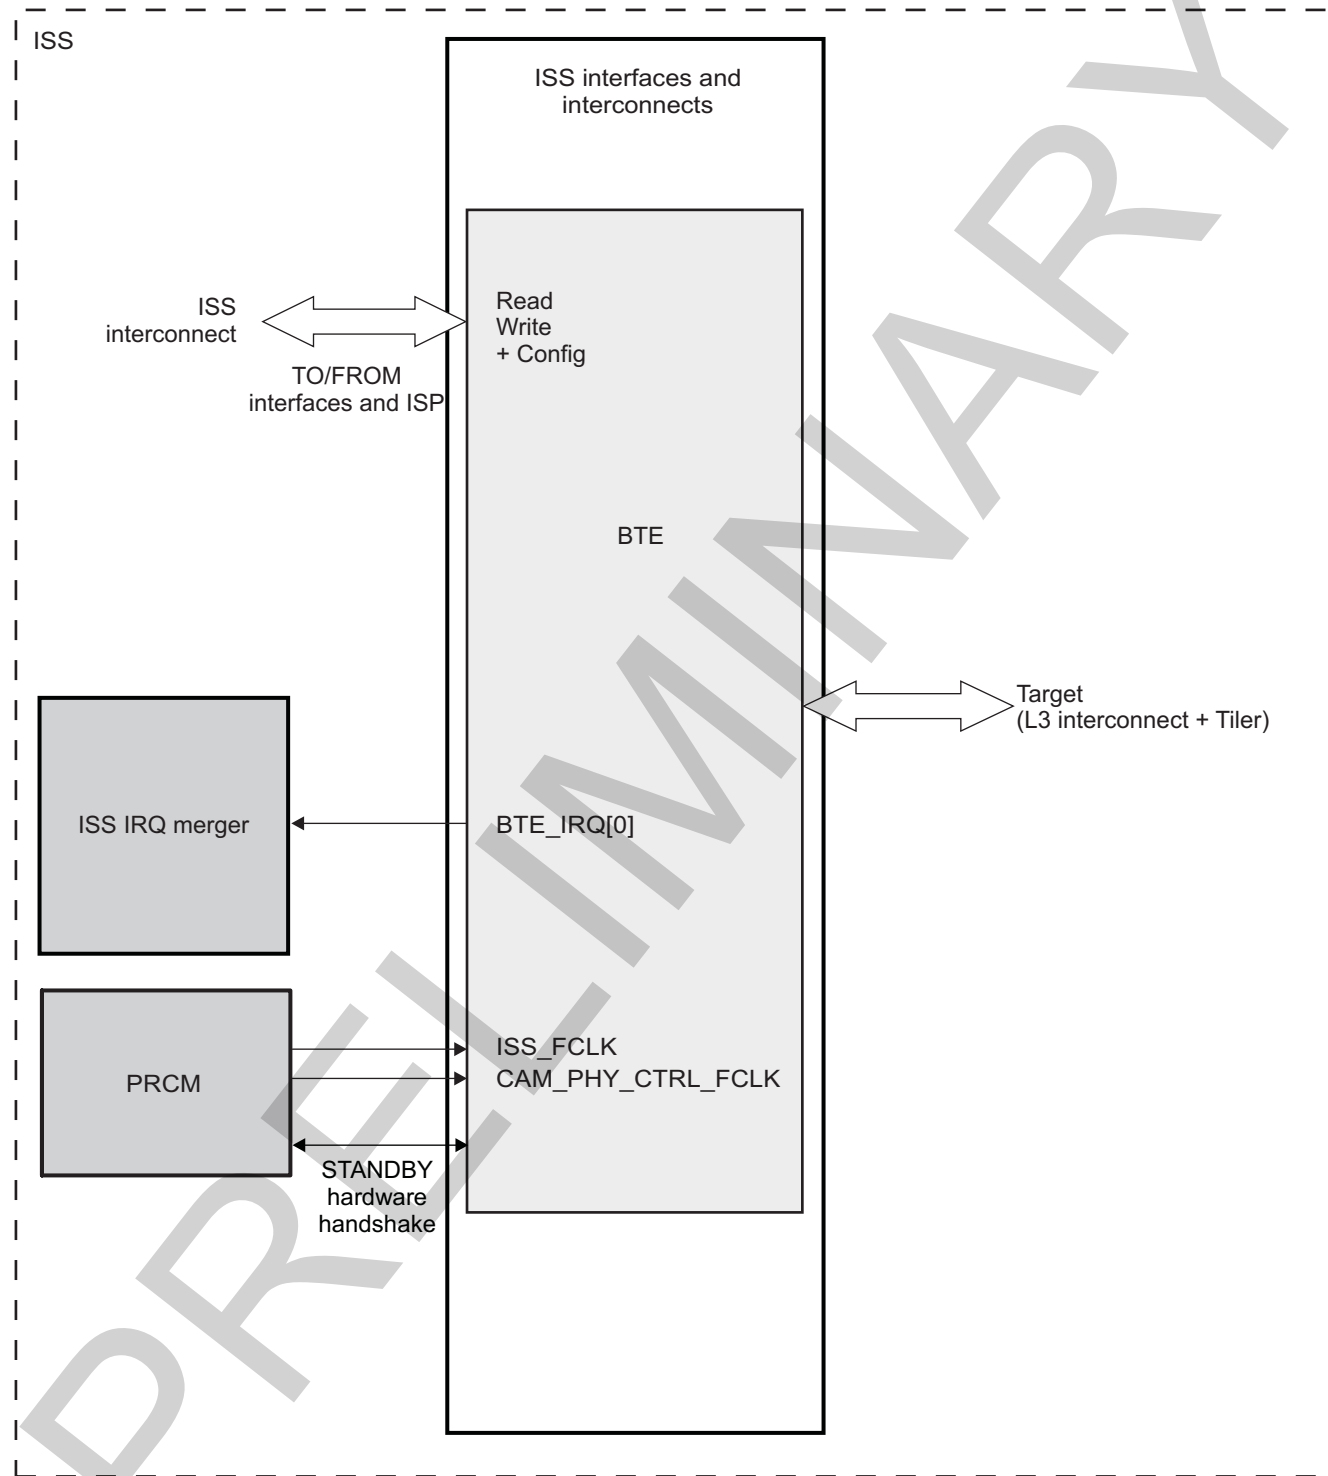 ISS
ISS interfaces and
interconnects
ISS
interconnect
Read
Write
+ Config
TO/FROM
interfaces and ISP
BTE
Target
(L3 interconnect + Tiler)
ISS IRQ merger
BTE_IRQ[0]
PRCM
ISS_FCLK
CAM_PHY_CTRL_FCLK
STANDBY
hardware
handshake
PRELIMINARY